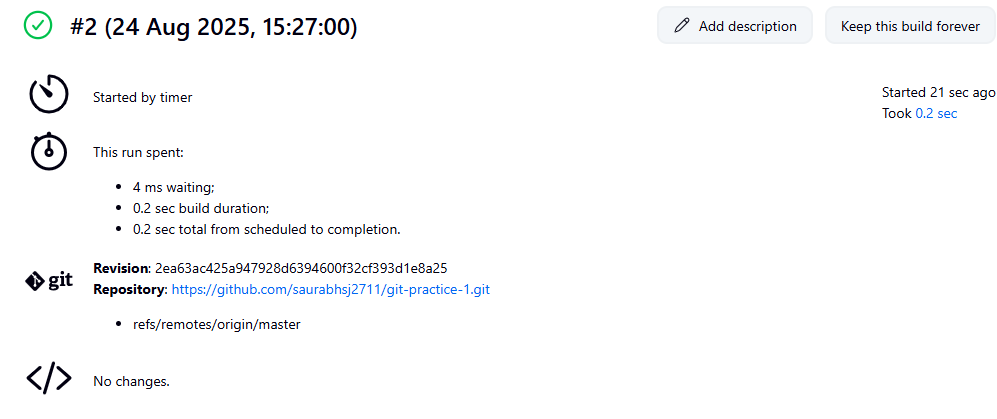 #2 (24 Aug 2025, 15:27:00)
Add description
Keep this build forever
Started by timer
Started 21 sec ago
Took 0.2 sec
This run spent:
4 ms waiting;
0.2 sec build duration;
0.2 sec total from scheduled to completion.
git
Revision: 2ea63ac425a947928d6394600f32cf393d1e8a25
Repository: https://github.com/saurabhsj2711/git-practice-1.git
refs/remotes/origin/master
No changes.